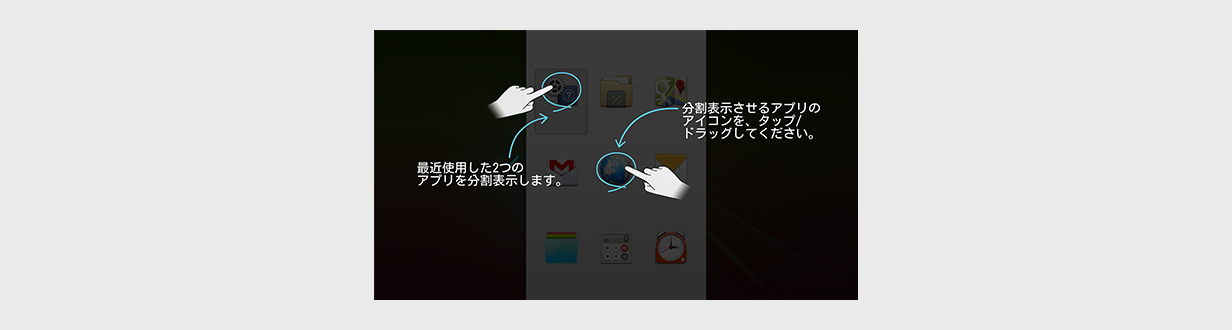 分割表示させるアプリの
アイコンを、タップ/
ドラッグしてください。
最近使用した2つの
アプリを分割表示します。